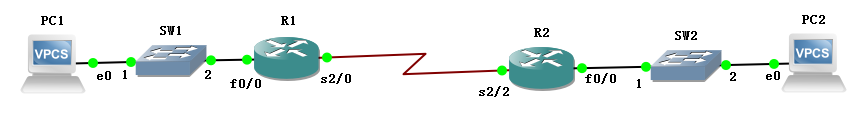 PC1
SW1
R1
R2
SW2
PC2
VPCS
VPCS
e0
1
2
f0/0
s2/0
s2/2
f0/0
1
2
e0